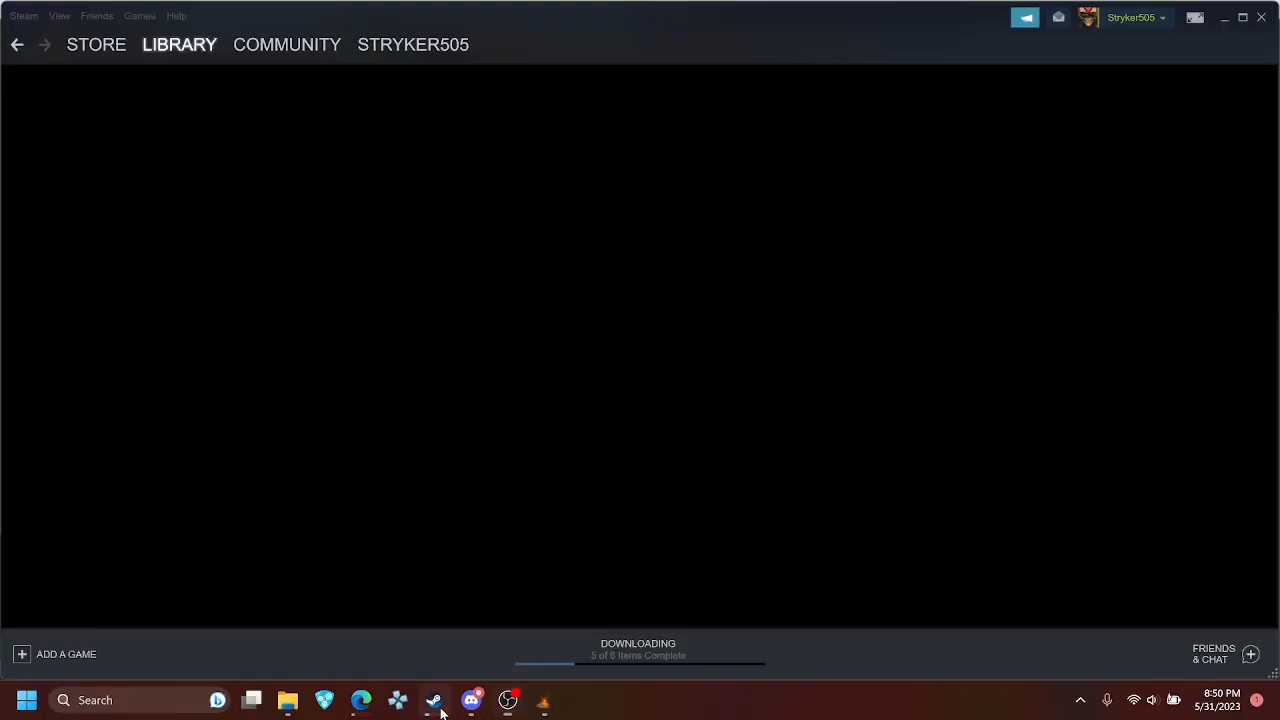 Steam View Friends Games Help
Stryker505
STORE LIBRARY COMMUNITY STRYKER505
ADD A GAME
DOWNLOADING
5 of 6 Items Complete
FRIENDS
& CHAT
Search
8:50 PM
5/31/2023
1